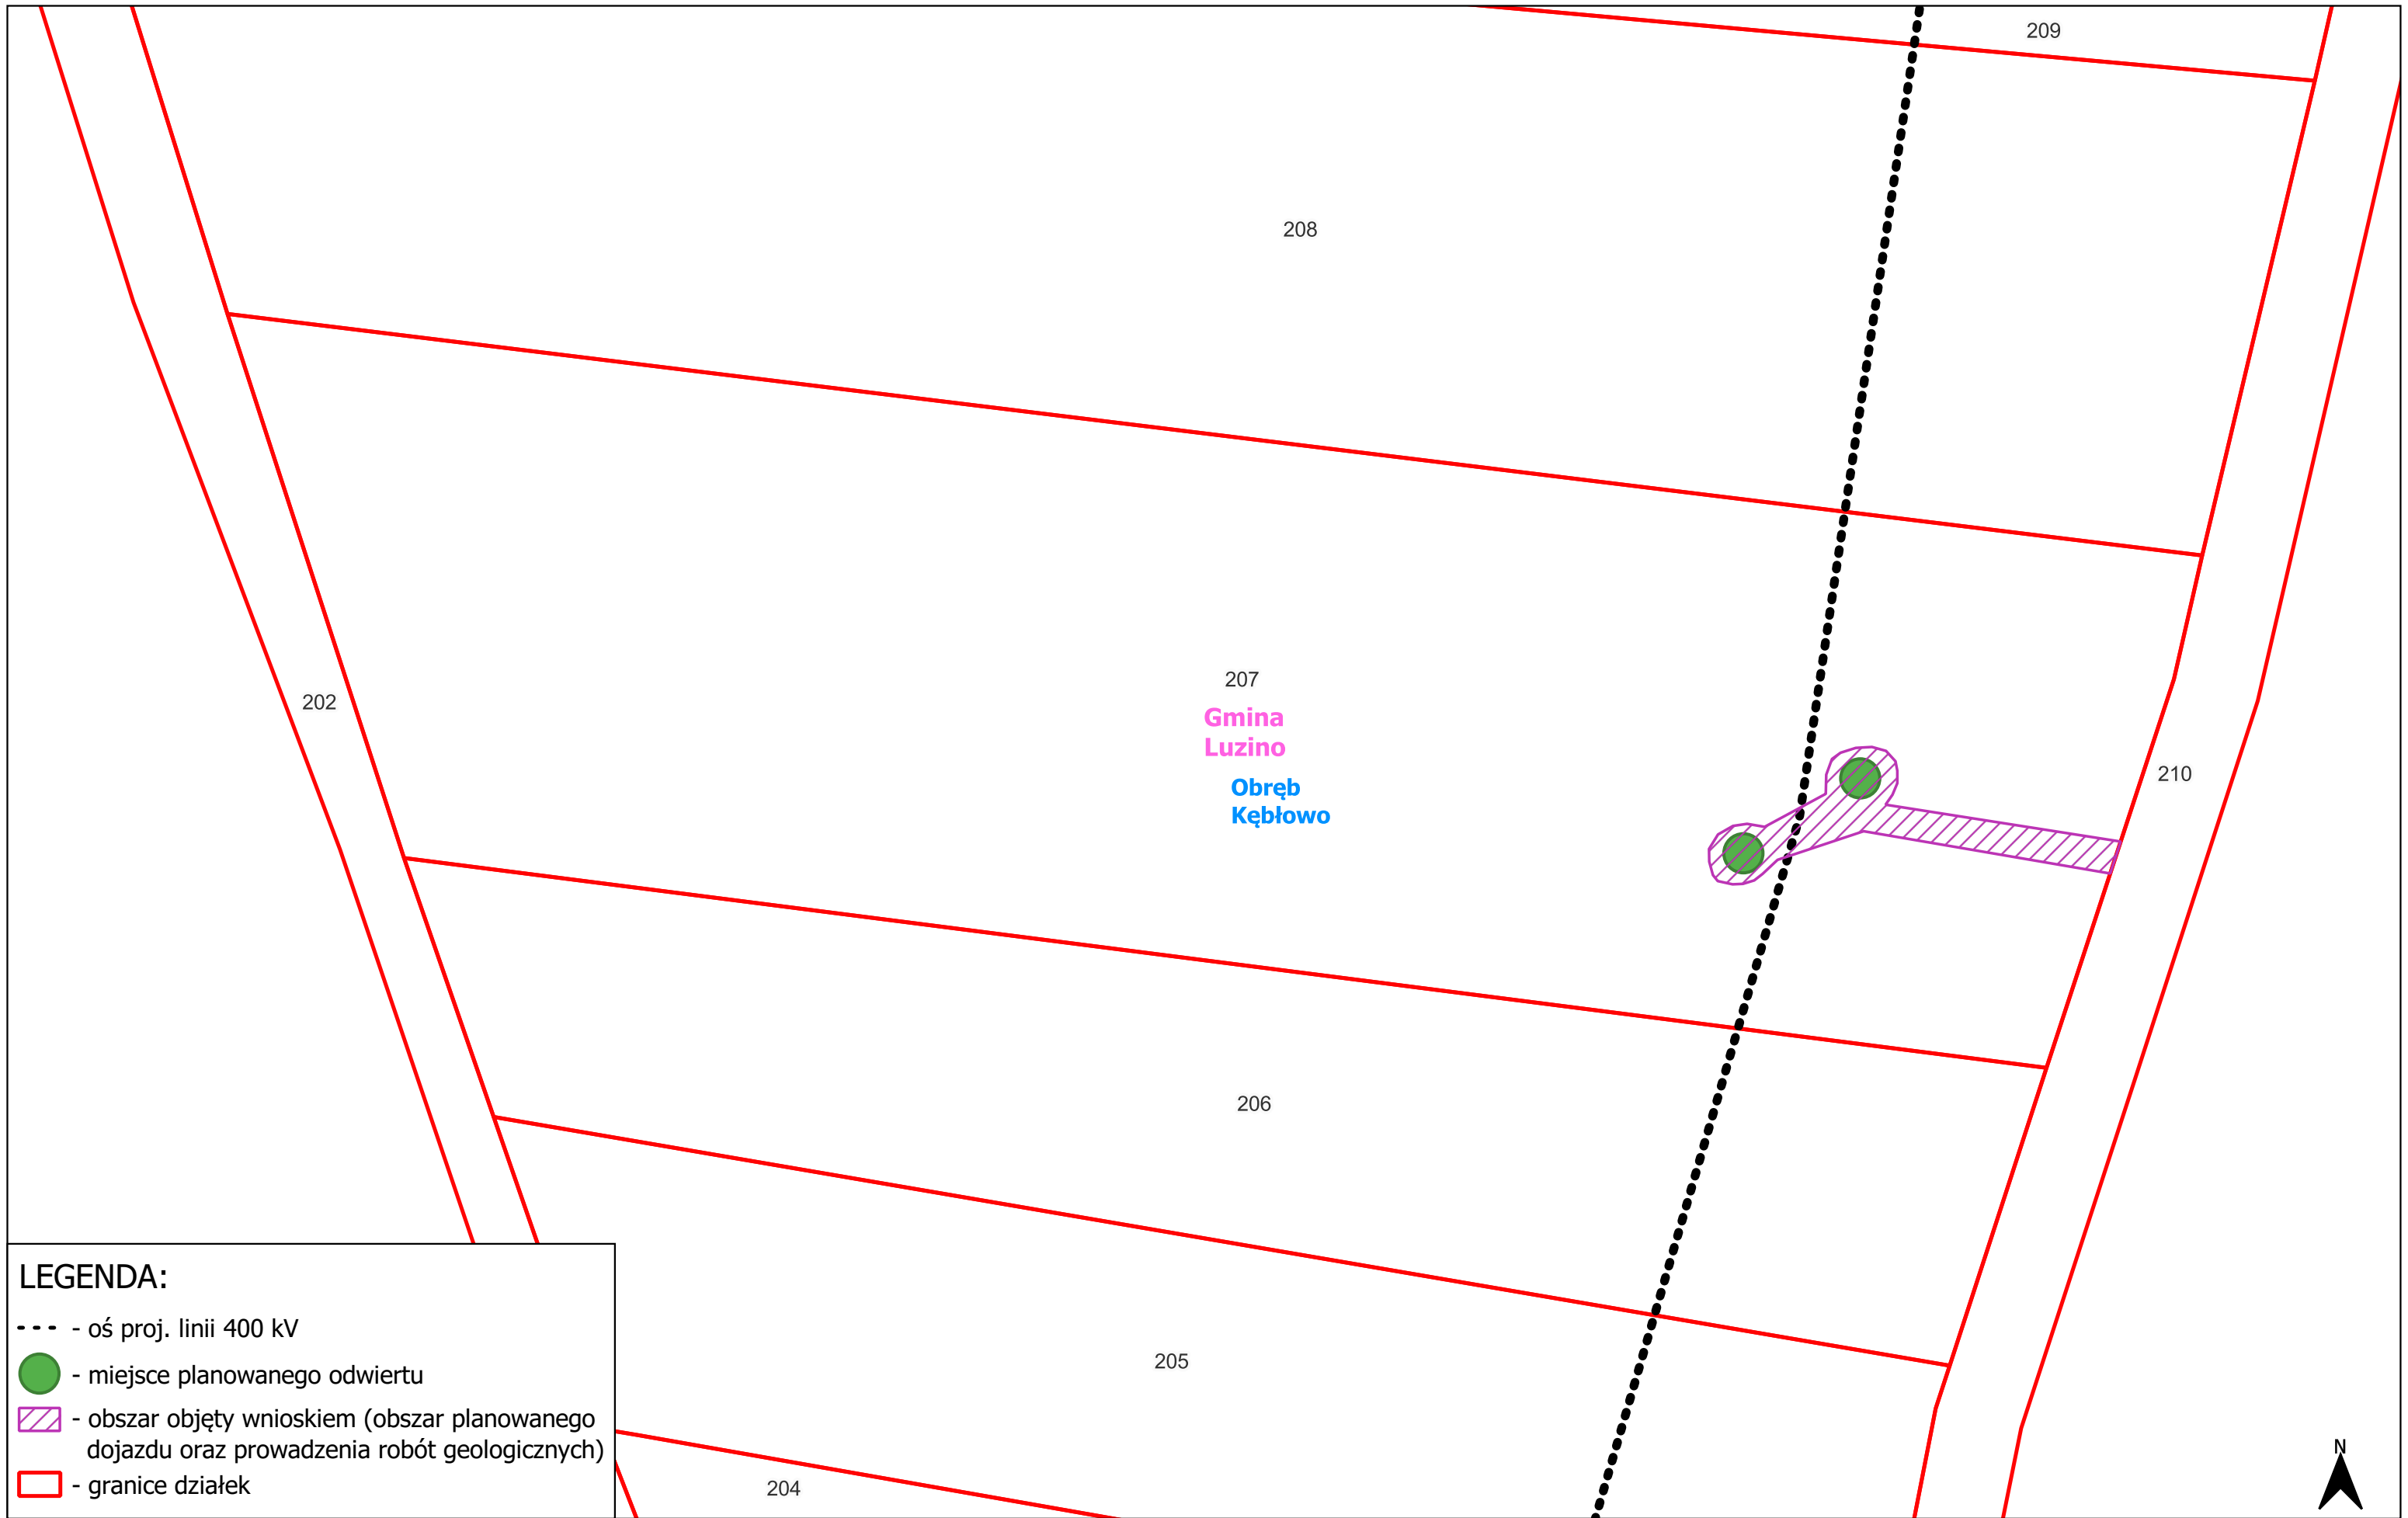 209
208
207
Gmina
Luzino
202
Obręb
Kębłowo
210
206
205
204
LEGENDA:
- oś proj. linii 400 kV
- miejsce planowanego odwiertu
- obszar objęty wnioskiem (obszar planowanego
dojazdu oraz prowadzenia robót geologicznych)
- granice działek
N